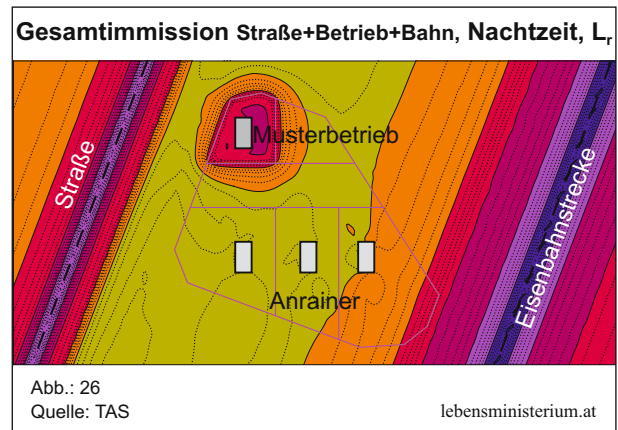 Gesamtimmission Straße+Betrieb+Bahn, Nachtzeit, Lr
Musterbetrieb
Straße
Eisenbahnstrecke
Anrainer
Abb.: 26
Quelle: TAS
lebensministerium.at